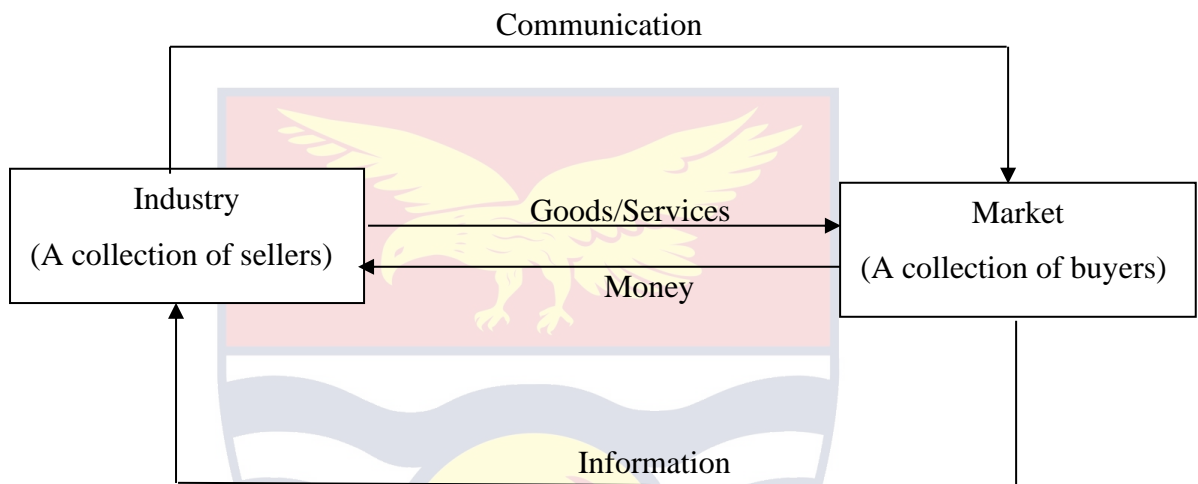 Communication
Industry
(A collection of sellers)
Goods/Services
Money
Market
(A collection of buyers)
Information